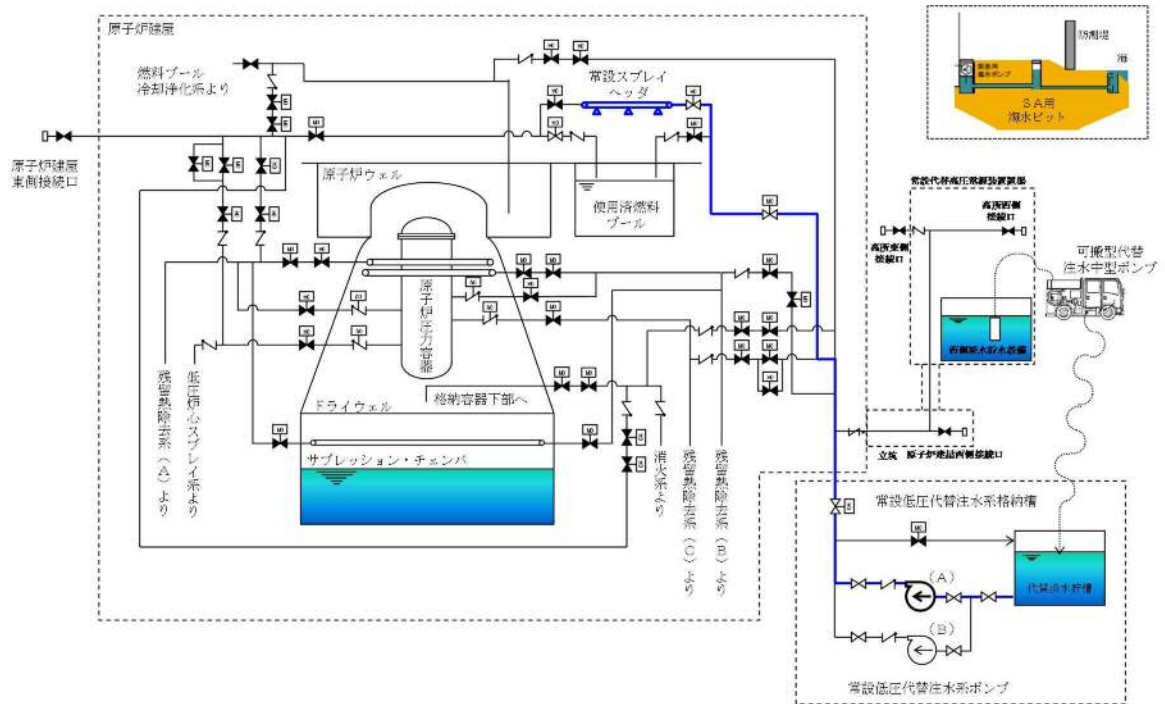 原子炉建屋
燃料プール
冷却浄化系より
常設スプレイ
ヘッダ
防潮堤
海
緊急用
海水ポンプ
SA用
海水ピット
原子炉建屋
東側接続口
原子炉ウェル
使用済燃料
プール
常設代替高圧電源装置置場
高所西側
接続口
高所東側
接続口
可搬型代替
注水中型ポンプ
西側淡水貯水設備
原子炉圧力容器
格納容器下部へ
ドライウェル
サプレッション・チェンバ
残留熱除去系(A)より
低圧炉心スプレイ系より
消火系より
残留熱除去系(C)より
残留熱除去系(B)より
立坑
原子炉建屋西側接続口
常設低圧代替注水系格納槽
代替淡水貯槽
(A)
(B)
常設低圧代替注水系ポンプ